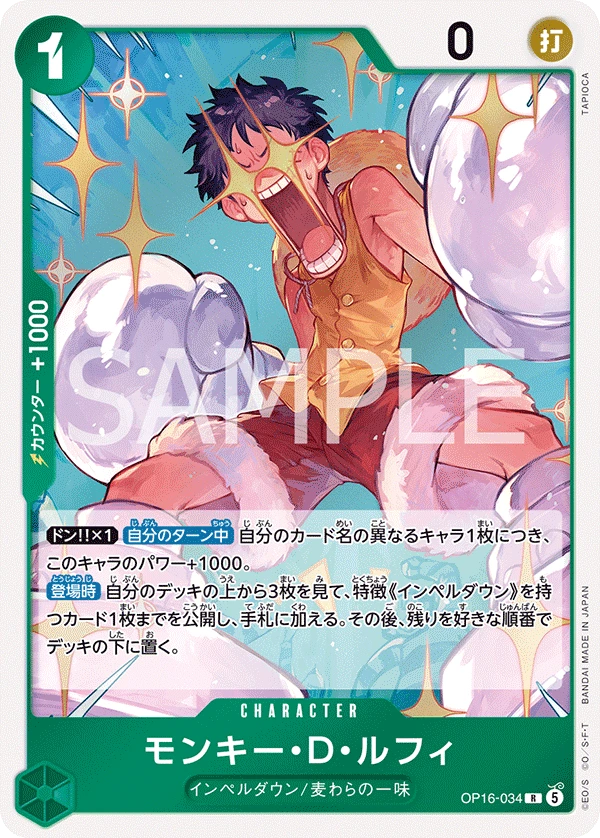 1
0
打
TAPIOCA
カウンター +1000
SAMPLE
ドン!!×1 自分のターン中 自分のカード名の異なるキャラ1枚につき、
このキャラのパワー+1000。
登場時 自分のデッキの上から3枚を見て、特徴《インペルダウン》を持
つカード1枚までを公開し、手札に加える。その後、残りを好きな順番で
デッキの下に置く。
CHARACTER
モンキー・D・ルフィ
インペルダウン/麦わらの一味
OP16-034 R 5
©E.O/S ©O/S・F・T BANDAI MADE IN JAPAN